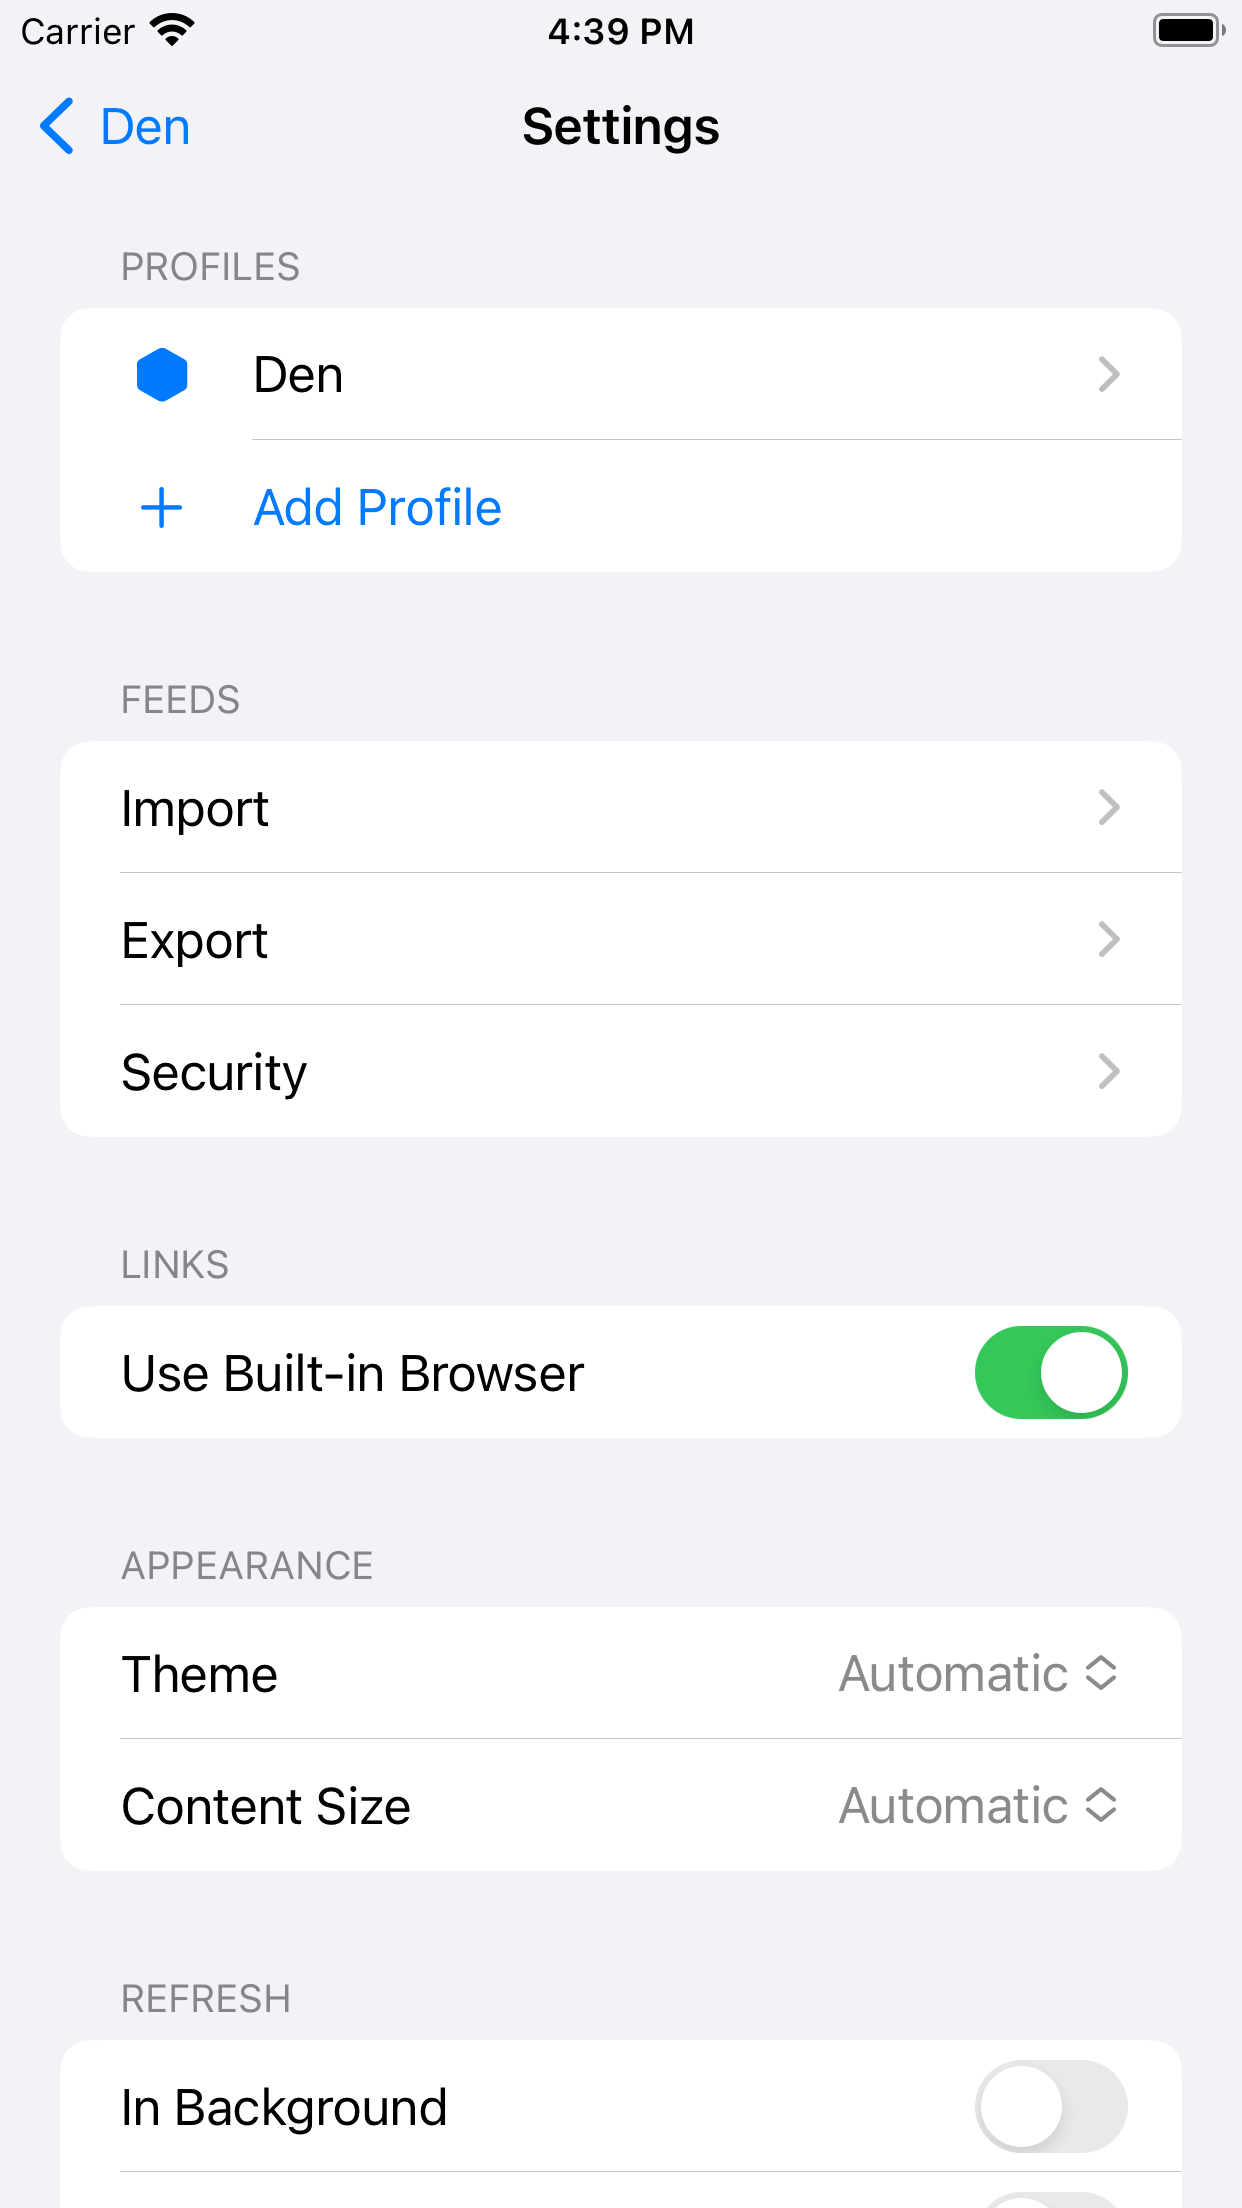 Carrier 4:39 PM
Den Settings
PROFILES
Den
Add Profile
FEEDS
Import
Export
Security
LINKS
Use Built-in Browser
APPEARANCE
Theme Automatic
Content Size Automatic
REFRESH
In Background